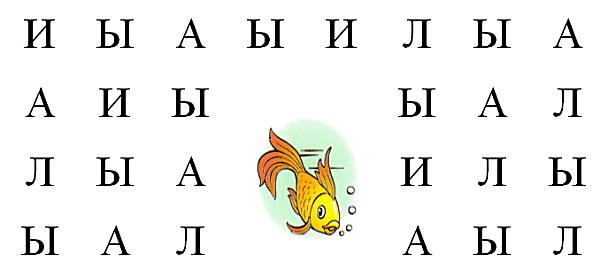 И Ы А Ы И Л Ы А
А И Ы Ы А Л
Л Ы А И Л Ы
Ы А Л А Ы Л